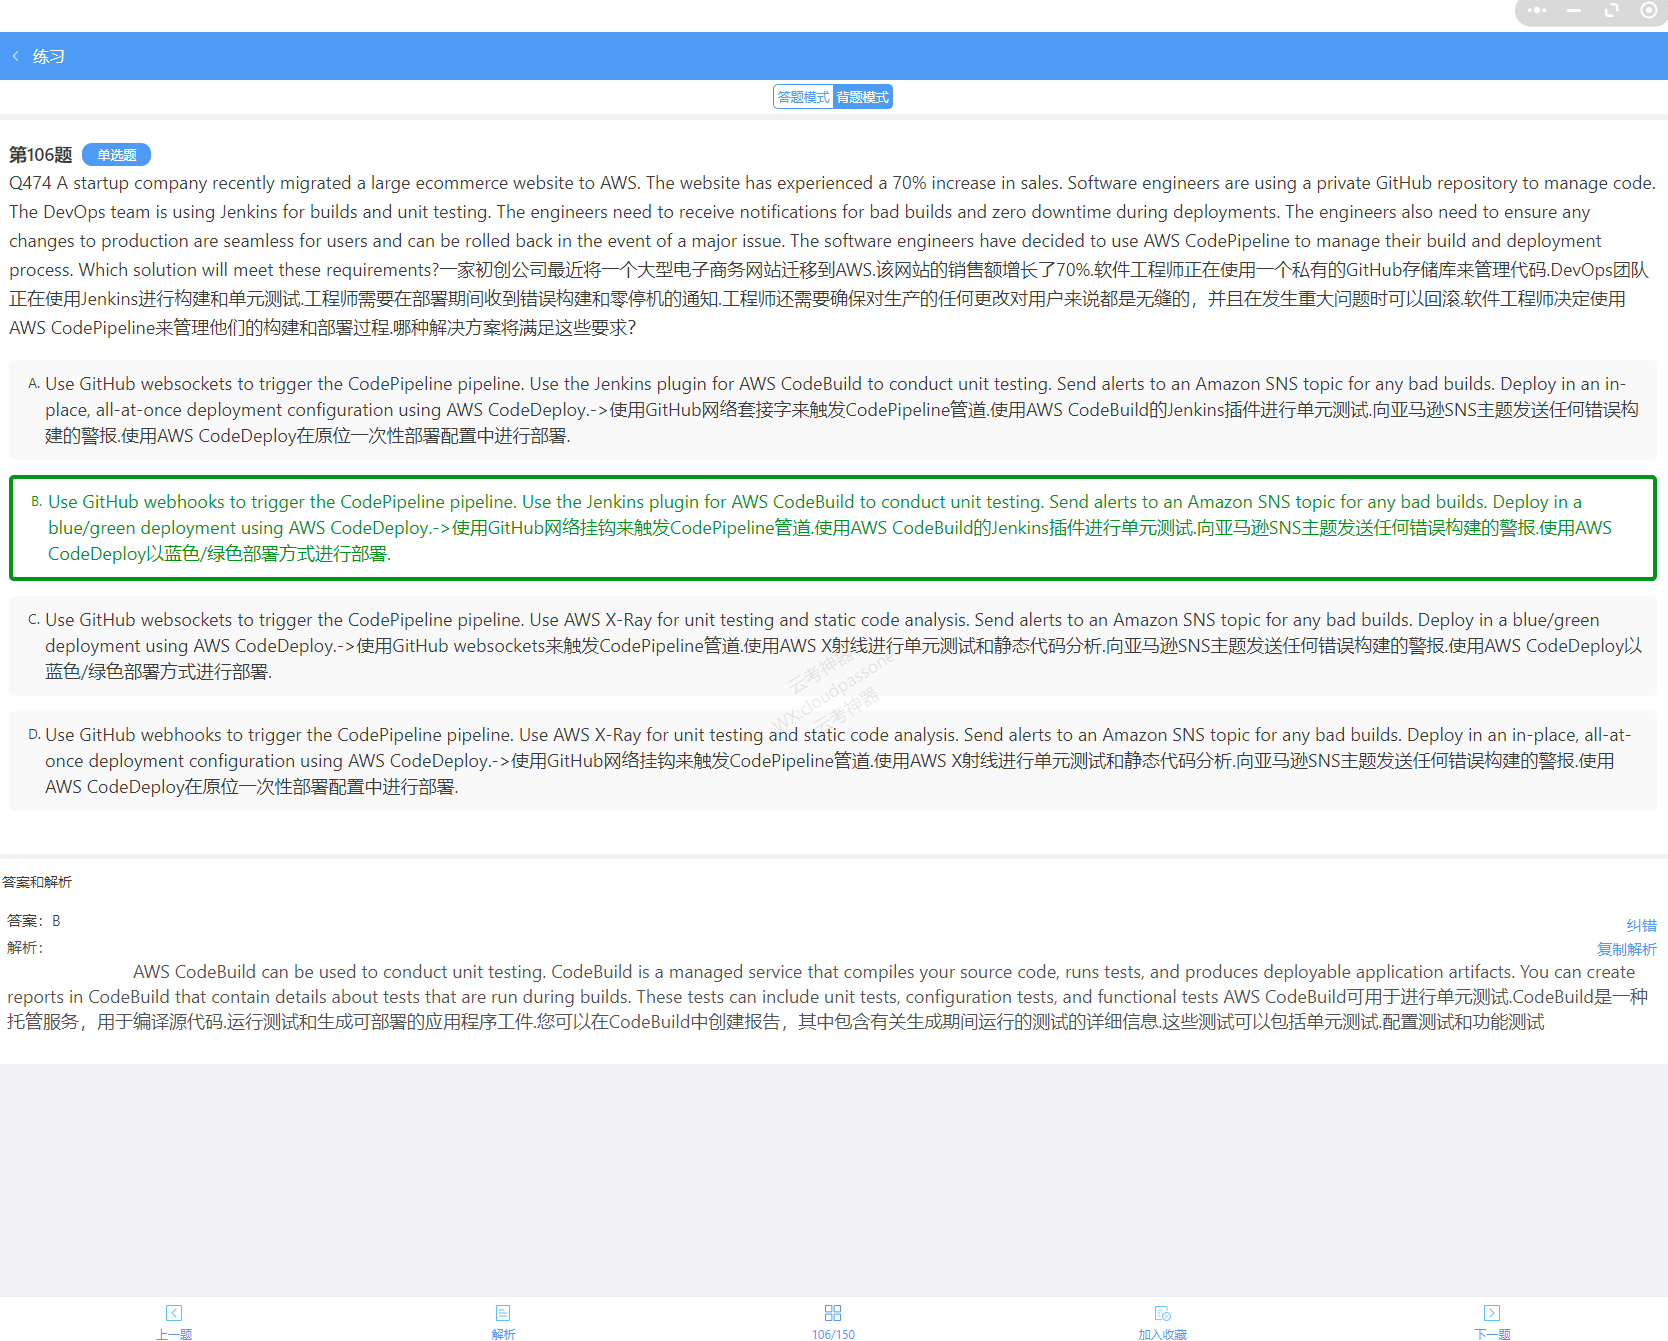 练习
答题模式 背题模式
第106题 单选题
Q474 A startup company recently migrated a large ecommerce website to AWS. The website has experienced a 70% increase in sales. Software engineers are using a private GitHub repository to manage code.
The DevOps team is using Jenkins for builds and unit testing. The engineers need to receive notifications for bad builds and zero downtime during deployments. The engineers also need to ensure any
changes to production are seamless for users and can be rolled back in the event of a major issue. The software engineers have decided to use AWS CodePipeline to manage their build and deployment
process. Which solution will meet these requirements?一家初创公司最近将一个大型电子商务网站迁移到AWS.该网站的销售额增长了70%.软件工程师正在使用一个私有的GitHub存储库来管理代码.DevOps团队
正在使用Jenkins进行构建和单元测试.工程师需要在部署期间收到错误构建和零停机的通知.工程师还需要确保对生产的任何更改对用户来说都是无缝的，并且在发生重大问题时可以回滚.软件工程师决定使用
AWS CodePipeline来管理他们的构建和部署过程.哪种解决方案将满足这些要求？
A. Use GitHub websockets to trigger the CodePipeline pipeline. Use the Jenkins plugin for AWS CodeBuild to conduct unit testing. Send alerts to an Amazon SNS topic for any bad builds. Deploy in an in-
place, all-at-once deployment configuration using AWS CodeDeploy.->使用GitHub网络套接字来触发CodePipeline管道.使用AWS CodeBuild的Jenkins插件进行单元测试.向亚马逊SNS主题发送任何错误构
建的警报.使用AWS CodeDeploy在原位一次性部署配置中进行部署.
B. Use GitHub webhooks to trigger the CodePipeline pipeline. Use the Jenkins plugin for AWS CodeBuild to conduct unit testing. Send alerts to an Amazon SNS topic for any bad builds. Deploy in a
blue/green deployment using AWS CodeDeploy.->使用GitHub网络挂钩来触发CodePipeline管道.使用AWS CodeBuild的Jenkins插件进行单元测试.向亚马逊SNS主题发送任何错误构建的警报.使用AWS
CodeDeploy以蓝色/绿色部署方式进行部署.
C. Use GitHub websockets to trigger the CodePipeline pipeline. Use AWS X-Ray for unit testing and static code analysis. Send alerts to an Amazon SNS topic for any bad builds. Deploy in a blue/green
deployment using AWS CodeDeploy.->使用GitHub websockets来触发CodePipeline管道.使用AWS X射线进行单元测试和静态代码分析.向亚马逊SNS主题发送任何错误构建的警报.使用AWS CodeDeploy以
蓝色/绿色部署方式进行部署.
云考神器
WX:cloudpassone
云考神器
D. Use GitHub webhooks to trigger the CodePipeline pipeline. Use AWS X-Ray for unit testing and static code analysis. Send alerts to an Amazon SNS topic for any bad builds. Deploy in an in-place, all-at-
once deployment configuration using AWS CodeDeploy.->使用GitHub网络挂钩来触发CodePipeline管道.使用AWS X射线进行单元测试和静态代码分析.向亚马逊SNS主题发送任何错误构建的警报.使用
AWS CodeDeploy在原位一次性部署配置中进行部署.
答案和解析
答案：B
纠错
解析：
复制解析
AWS CodeBuild can be used to conduct unit testing. CodeBuild is a managed service that compiles your source code, runs tests, and produces deployable application artifacts. You can create
reports in CodeBuild that contain details about tests that are run during builds. These tests can include unit tests, configuration tests, and functional tests AWS CodeBuild可用于进行单元测试.CodeBuild是一种
托管服务，用于编译源代码.运行测试和生成可部署的应用程序工件.您可以在CodeBuild中创建报告，其中包含有关生成期间运行的测试的详细信息.这些测试可以包括单元测试.配置测试和功能测试
上一题 解析 106/150 加入收藏 下一题